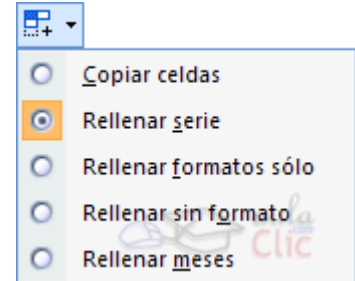 Copiar celdas
Rellenar serie
Rellenar formatos sólo
Rellenar sin formato
Rellenar meses
Clic